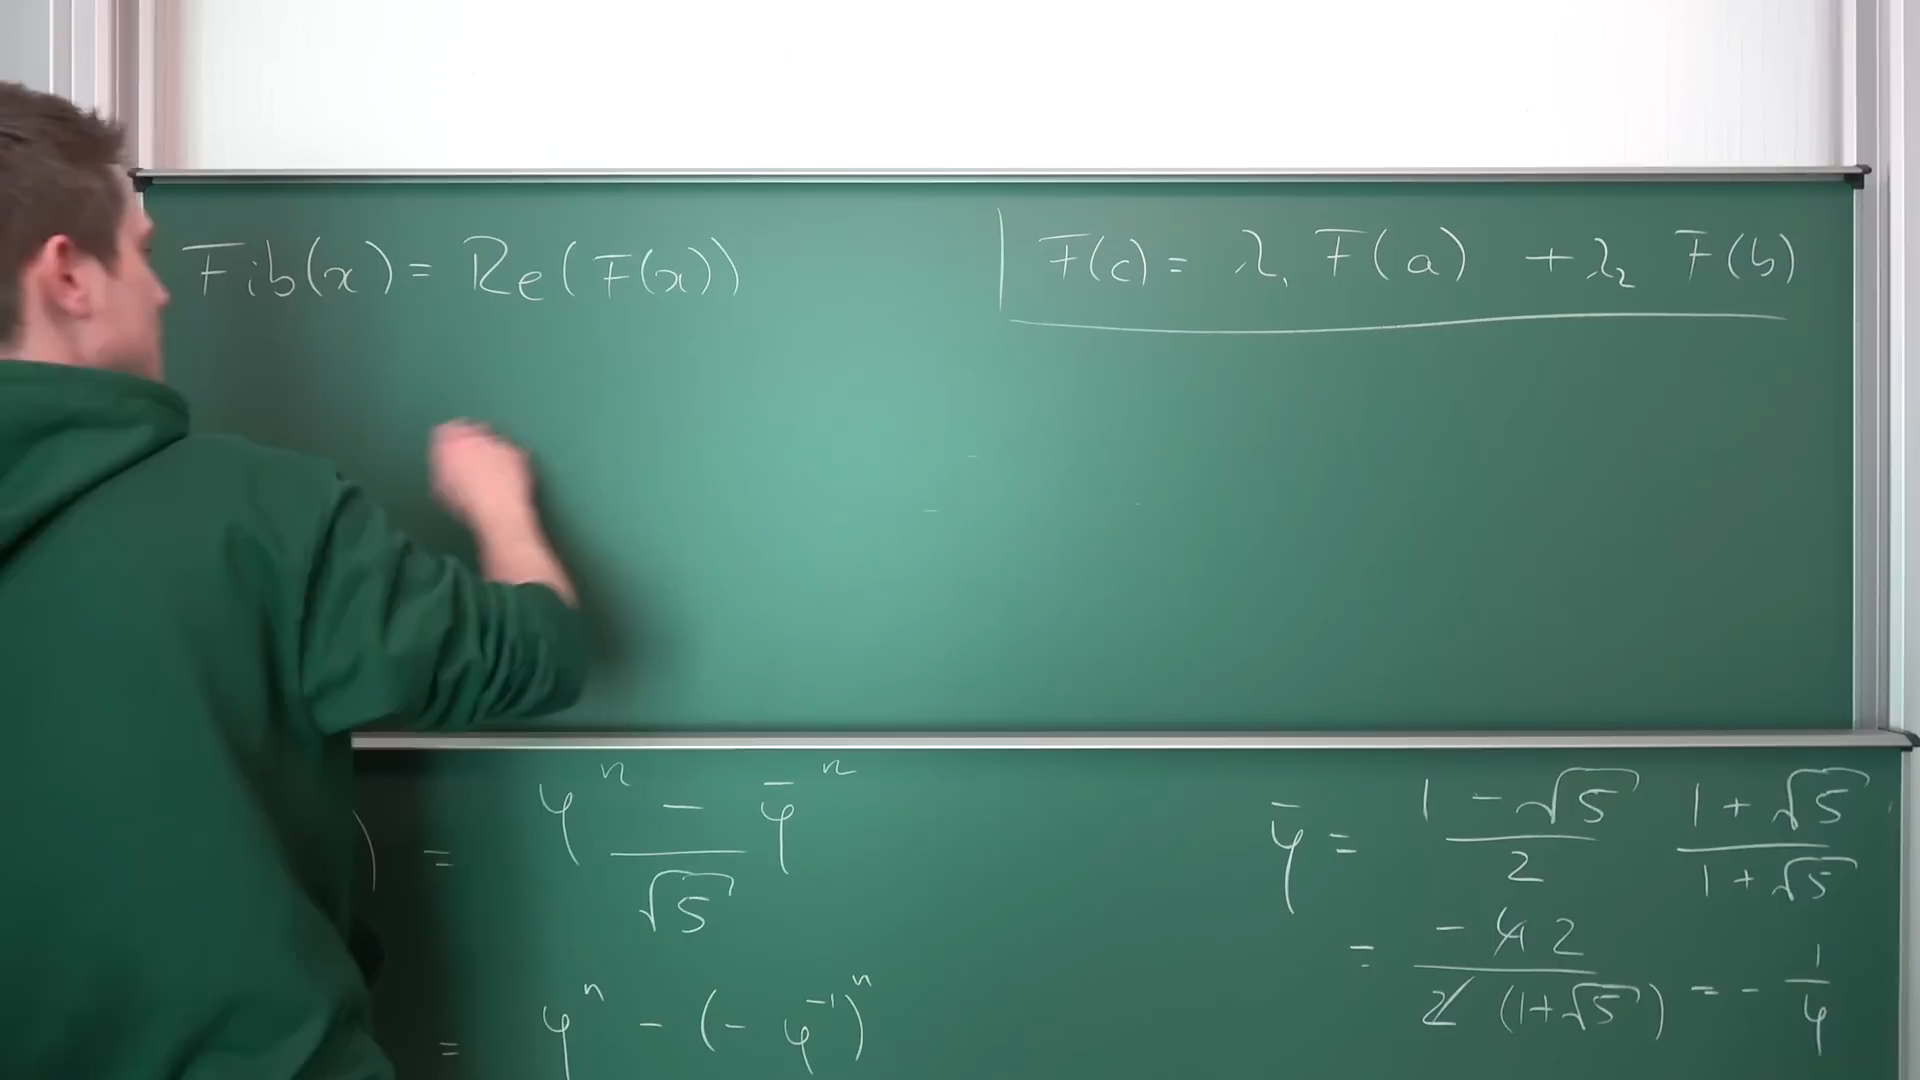 Fib(x) = Re(F(x))
F(c) = λ₁ F(a) + λ₂ F(b)
) = φⁿ - φ̄ⁿ
√5
= φⁿ - (-φ⁻¹)ⁿ
φ̄ = 1 - √5 1 + √5
2 1 + √5
= - 4 2
2 (1+√5) = - 1
φ